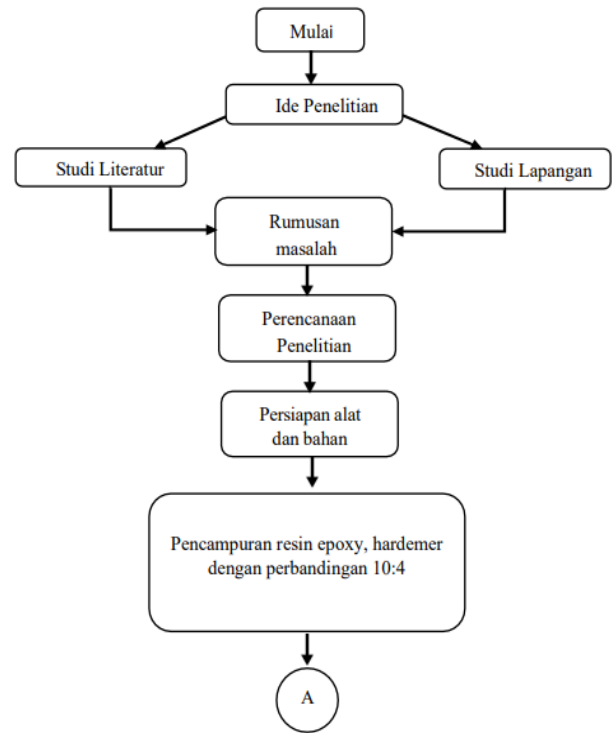 Mulai
Ide Penelitian
Studi Literatur
Studi Lapangan
Rumusan
masalah
Perencanaan
Penelitian
Persiapan alat
dan bahan
Pencampuran resin epoxy, hardemer
dengan perbandingan 10:4
A